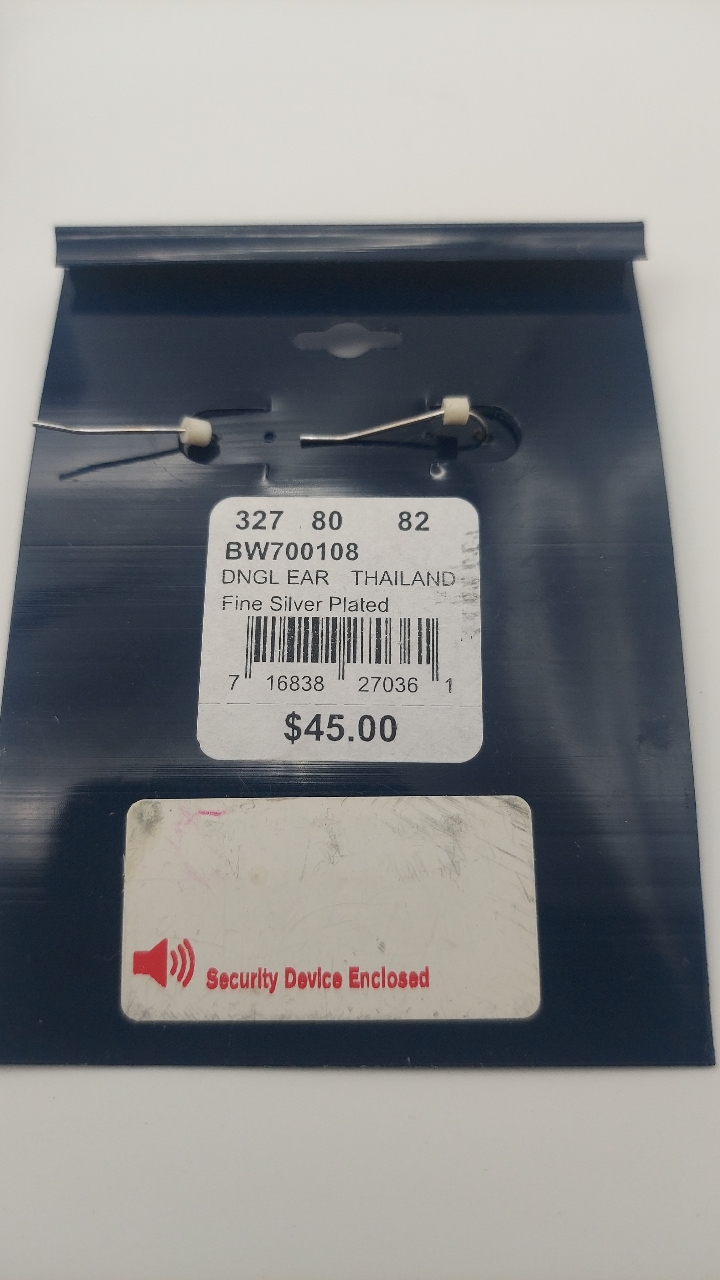 327 80 82
BW700108
DNGL EAR THAILAND
Fine Silver Plated
7 16838 27036 1
$45.00
Security Device Enclosed